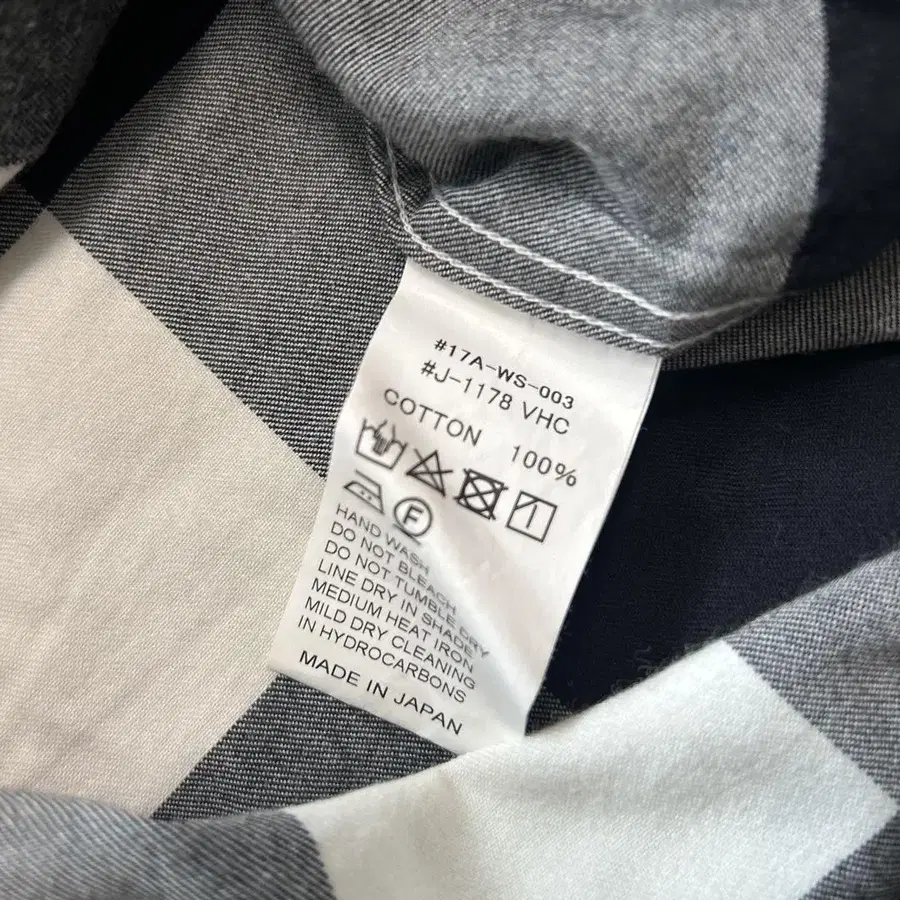 #17A-WS-003
#J-1178 VHC
COTTON 100%
F
HAND WASH
DO NOT BLEACH
DO NOT TUMBLE DRY
LINE DRY IN SHADE
MEDIUM HEAT IRON
MILD DRY CLEANING
IN HYDROCARBONS
MADE IN JAPAN